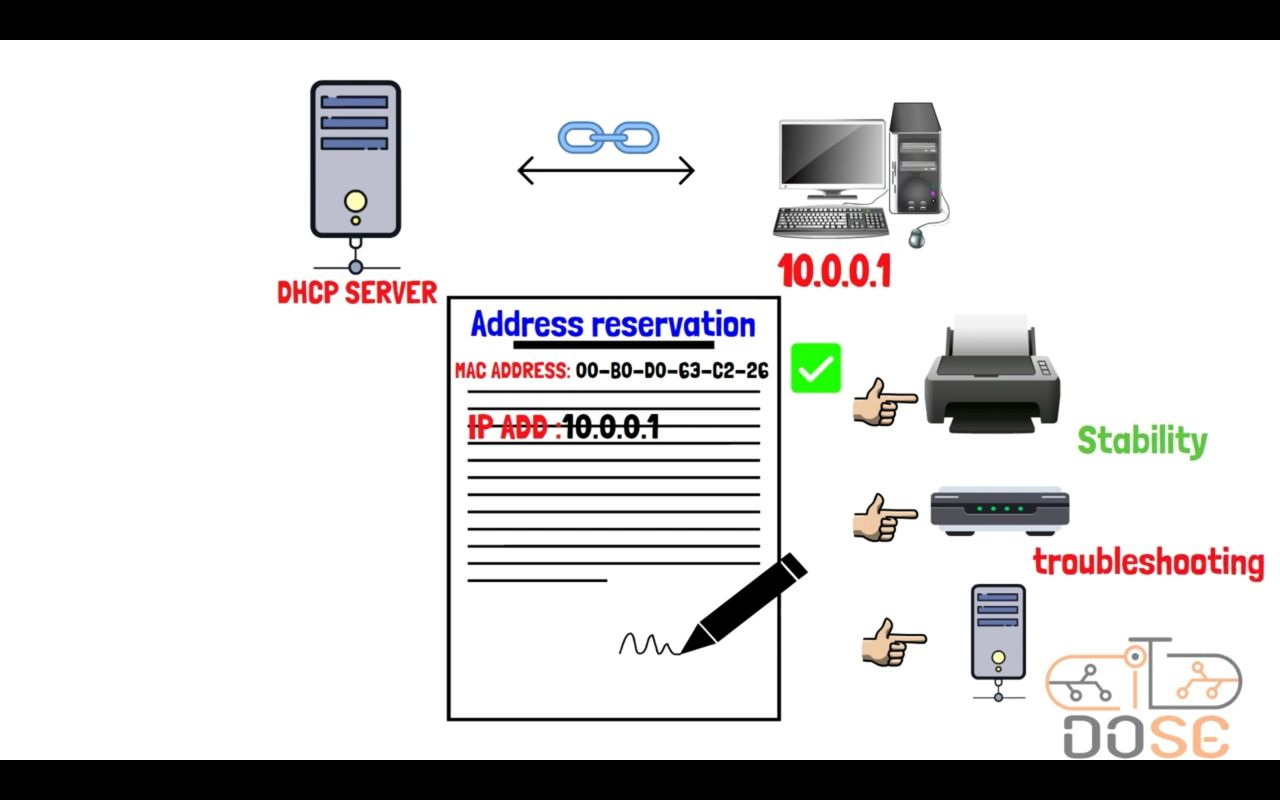 DHCP SERVER
10.0.0.1
Address reservation
MAC ADDRESS: 00-B0-D0-63-C2-26
IP ADD :10.0.0.1
Stability
troubleshooting
iT
DOSE